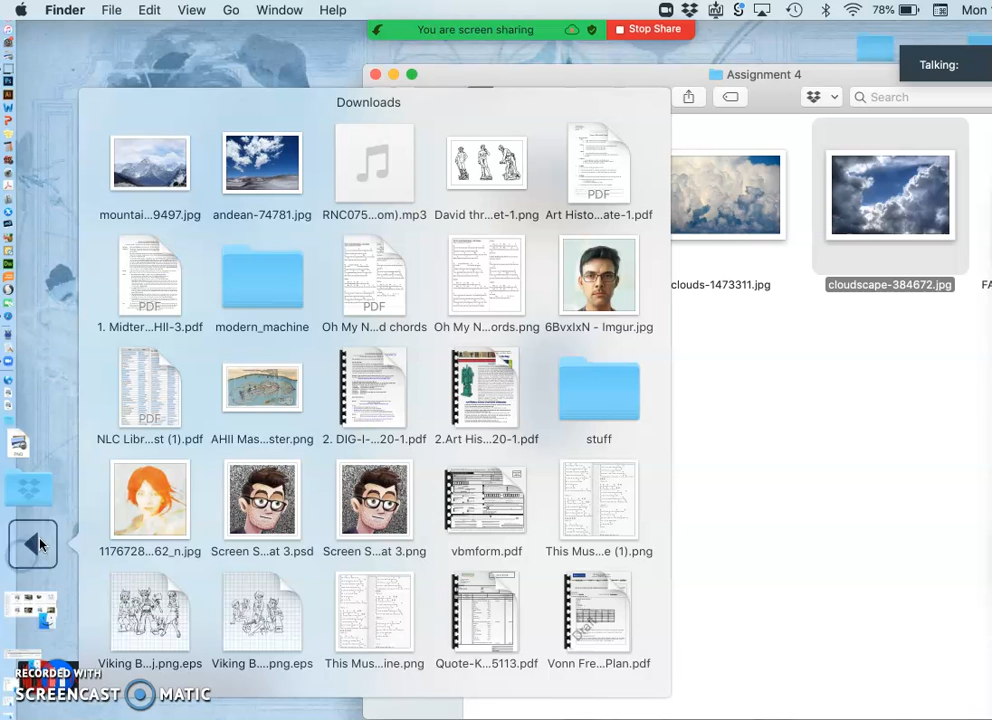 Finder File Edit View Go Window Help 78% Mon
You are screen sharing Stop Share
Talking:
Assignment 4
Search
Downloads
mountai...9497.jpg andean-74781.jpg RNC075...om).mp3 David thr...et-1.png Art Histo...ate-1.pdf
PDF
clouds-1473311.jpg cloudscape-384672.jpg FA
1. Midter...HII-3.pdf modern_machine Oh My N...d chords Oh My N...ords.png 6BvxIxN - Imgur.jpg
PDF PDF
NLC Libr...st (1).pdf AHII Mas...ster.png 2. DIG-I-...20-1.pdf 2.Art His...20-1.pdf stuff
PDF
PNG
1176728...62_n.jpg Screen S...at 3.psd Screen S...at 3.png vbmform.pdf This Mus...e (1).png
Viking B...j.png.eps Viking B....png.eps This Mus...ine.png Quote-K...5113.pdf Vonn Fre...Plan.pdf
Draft
RECORDED WITH
SCREENCAST MATIC